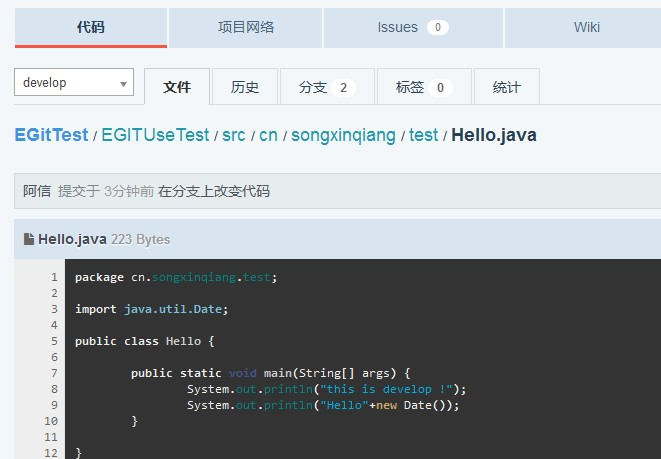 代码 项目网络 Issues 0 Wiki
develop 文件 历史 分支 2 标签 0 统计
EGitTest / EGITUseTest / src / cn / songxinqiang / test / Hello.java
阿信 提交于 3分钟前 在分支上改变代码
Hello.java 223 Bytes
1 package cn.songxinqiang.test;
2
3 import java.util.Date;
4
5 public class Hello {
6
7 public static void main(String[] args) {
8 System.out.println("this is develop !");
9 System.out.println("Hello"+new Date());
10 }
11
12 }